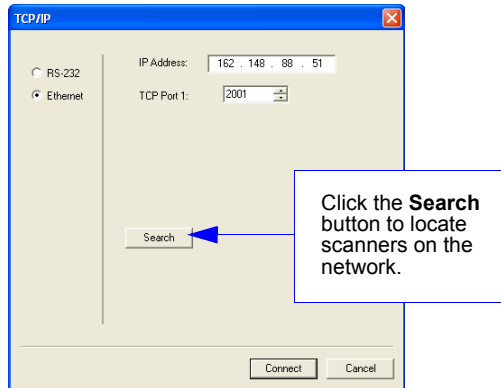 TCP/IP
RS-232
Ethernet
IP Address: 162 . 148 . 88 . 51
TCP Port 1: 2001
Search
Click the Search
button to locate
scanners on the
network.
Connect Cancel